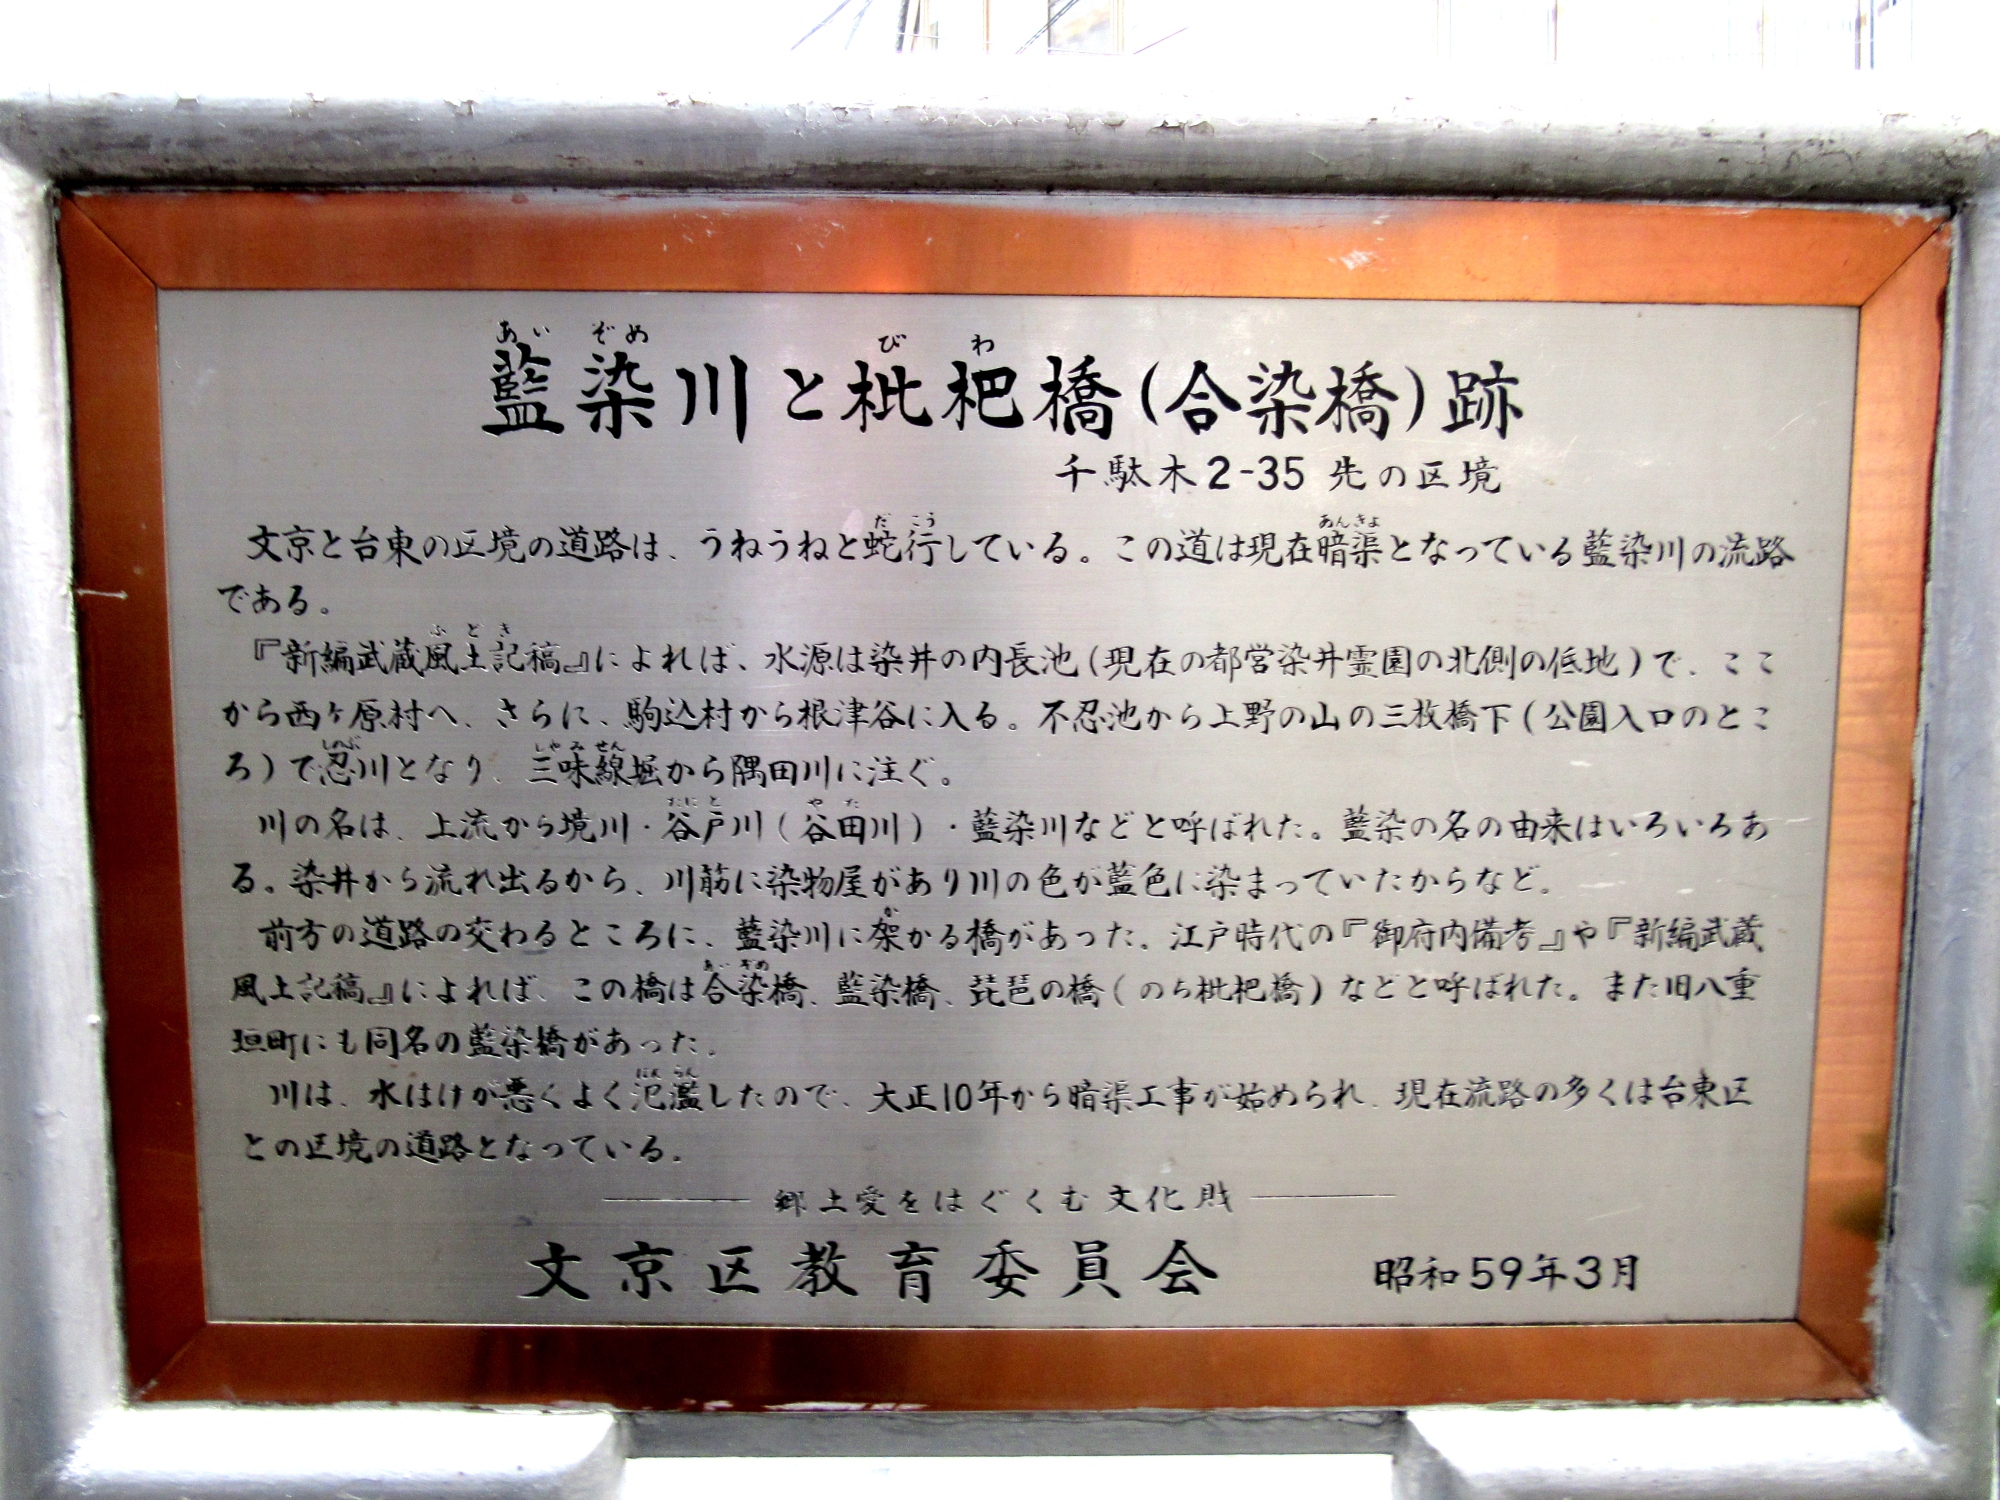 藍染川と枇杷橋(合染橋)跡
千駄木2-35 先の区境
文京と台東の区境の道路は、うねうねと蛇行している。この道は現在暗渠となっている藍染川の流路
である。
『新編武蔵風土記稿』によれば、水源は染井の内長池(現在の都営染井霊園の北側の低地)で、ここ
から西ヶ原村へ、さらに、駒込村から根津谷に入る。不忍池から上野の山の三枚橋下(公園入口のとこ
ろ)で忍川となり、三味線堀から隅田川に注ぐ。
川の名は、上流から境川・谷戸川(谷田川)・藍染川などと呼ばれた。藍染の名の由来はいろいろあ
る。染井から流れ出るから、川筋に染物屋があり川の色が藍色に染まっていたからなど。
前方の道路の交わるところに、藍染川に架かる橋があった。江戸時代の『御府内備考』や『新編武蔵
風土記稿』によれば、この橋は合染橋、藍染橋、琵琶の橋(のち枇杷橋)などと呼ばれた。また旧八重
垣町にも同名の藍染橋があった。
川は、水はけが悪くよく氾濫したので、大正10年から暗渠工事が始められ、現在流路の多くは台東区
との区境の道路となっている。
郷土愛をはぐくむ文化財
文京区教育委員会 昭和59年3月